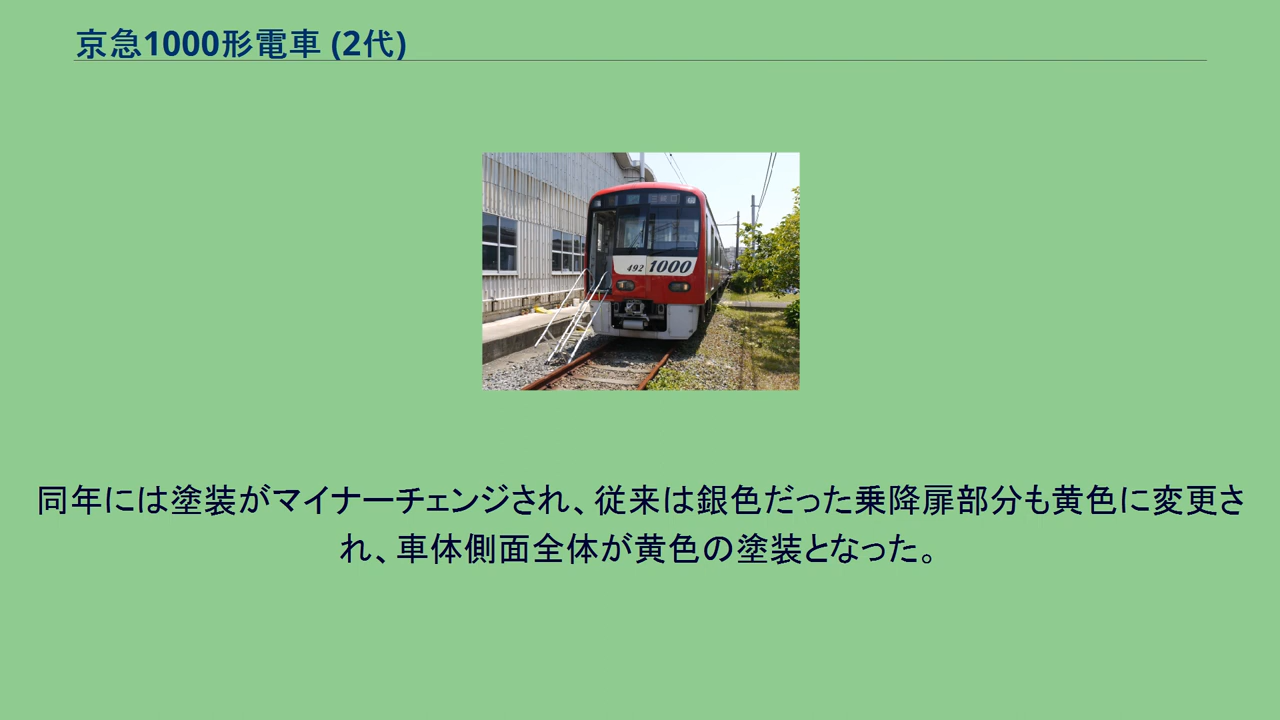 京急1000形電車 (2代)
492 1000
同年には塗装がマイナーチェンジされ、従来は銀色だった乗降扉部分も黄色に変更さ
れ、車体側面全体が黄色の塗装となった。